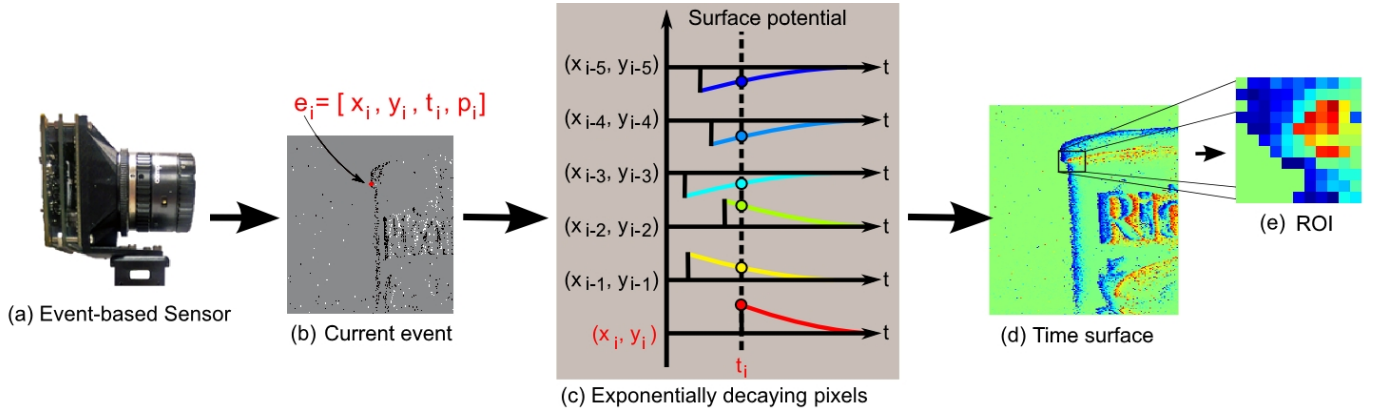 e_i= [ x_i, y_i, t_i, p_i]
Surface potential
(x_i-5, y_i-5)
t
(x_i-4, y_i-4)
t
(x_i-3, y_i-3)
t
(x_i-2, y_i-2)
t
(x_i-1, y_i-1)
t
(x_i, y_i)
t
t_i
Ric
(a) Event-based Sensor
(b) Current event
(c) Exponentially decaying pixels
(d) Time surface
(e) ROI